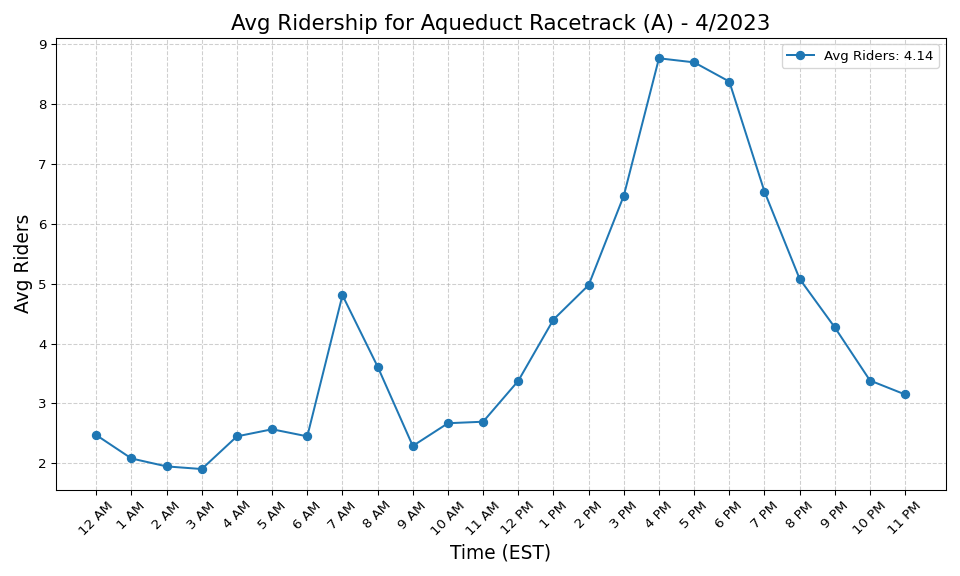 Avg Ridership for Aqueduct Racetrack (A) - 4/2023
Avg Riders: 4.14
Avg Riders
9
8
7
6
5
4
3
2
12 AM
1 AM
2 AM
3 AM
4 AM
5 AM
6 AM
7 AM
8 AM
9 AM
10 AM
11 AM
12 PM
1 PM
2 PM
3 PM
4 PM
5 PM
6 PM
7 PM
8 PM
9 PM
10 PM
11 PM
Time (EST)